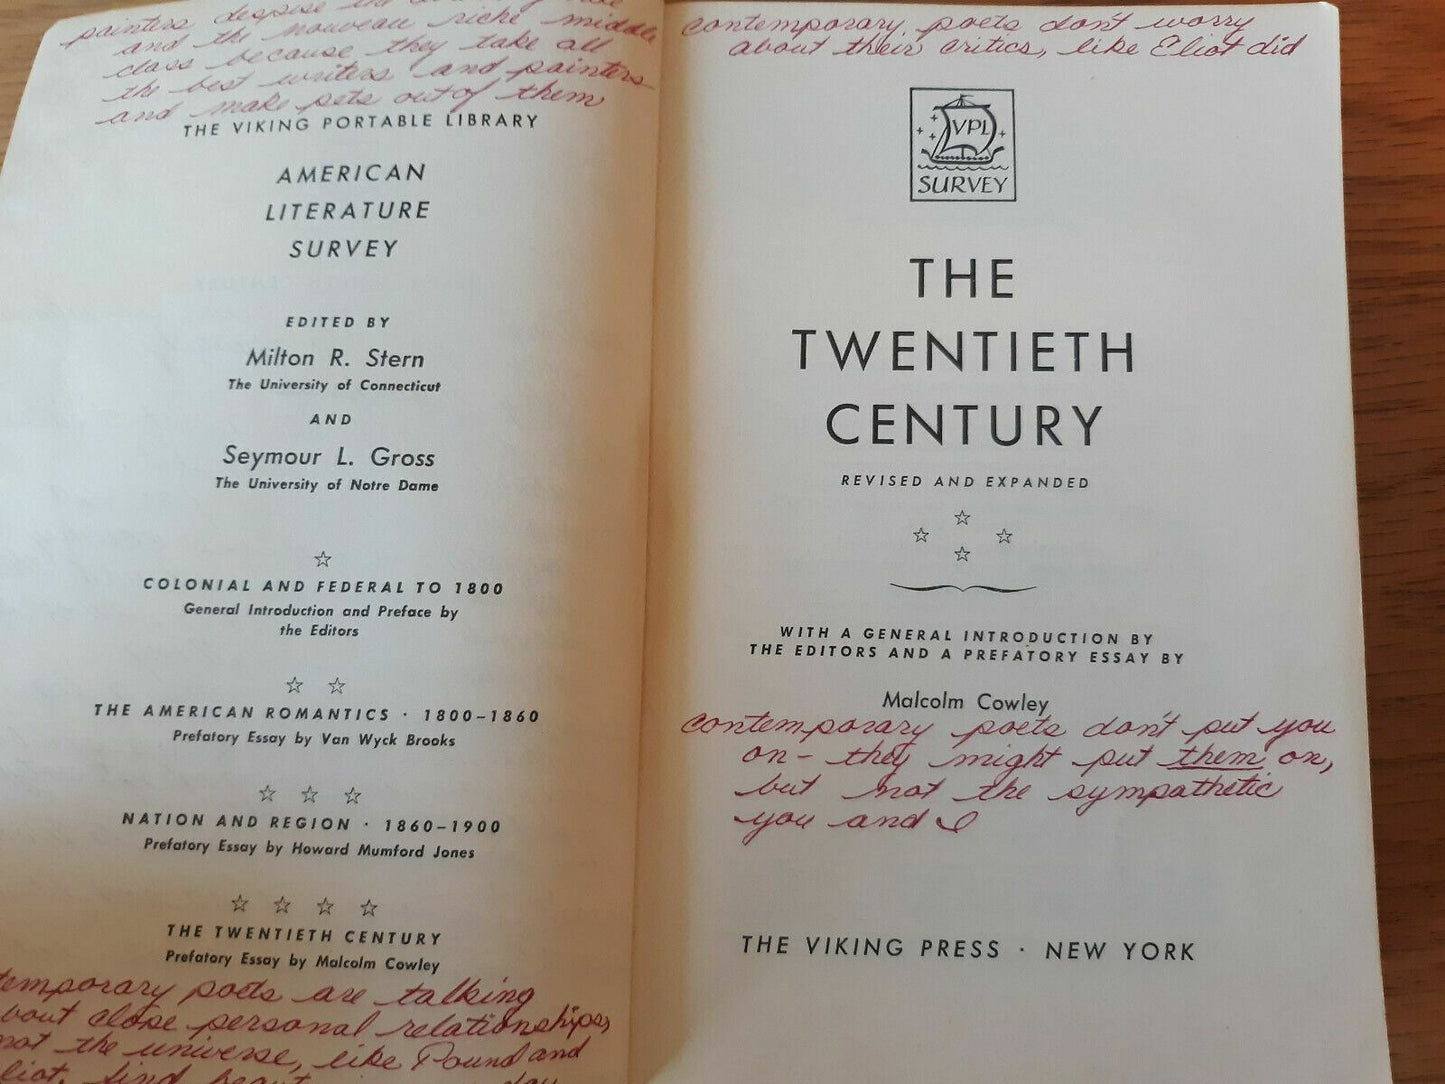 painters despise the
and the nouveau riche middle
class because they take all
the best writers and painters
and make pets out of them
THE VIKING PORTABLE LIBRARY
AMERICAN
LITERATURE
SURVEY
EDITED BY
Milton R. Stern
The University of Connecticut
AND
Seymour L. Gross
The University of Notre Dame
☆
COLONIAL AND FEDERAL TO 1800
General Introduction and Preface by
the Editors
☆ ☆
THE AMERICAN ROMANTICS · 1800–1860
Prefatory Essay by Van Wyck Brooks
☆ ☆ ☆
NATION AND REGION · 1860–1900
Prefatory Essay by Howard Mumford Jones
☆ ☆ ☆ ☆
THE TWENTIETH CENTURY
Prefatory Essay by Malcolm Cowley
temporary poets are talking
bout close personal relationships,
not the universe, like Pound and
liot, find
contemporary poets don't worry
about their critics, like Eliot did
VPL
SURVEY
THE
TWENTIETH
CENTURY
REVISED AND EXPANDED
WITH A GENERAL INTRODUCTION BY
THE EDITORS AND A PREFATORY ESSAY BY
Malcolm Cowley
contemporary poets don't put you
on – they might put them on,
but not the sympathetic
you and I
THE VIKING PRESS · NEW YORK